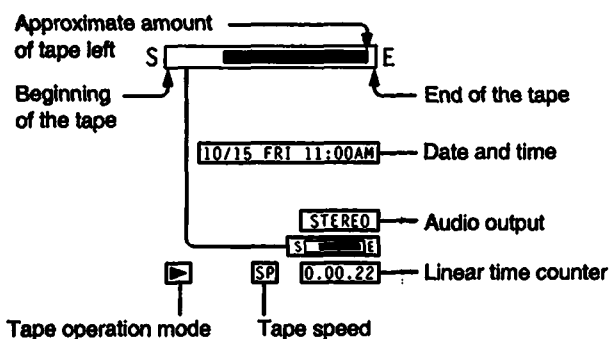 Approximate amount
of tape left
S E
Beginning
of the tape
End of the tape
10/15 FRI 11:00AM Date and time
STEREO Audio output
S E
SP 0.00.22 Linear time counter
Tape operation mode Tape speed